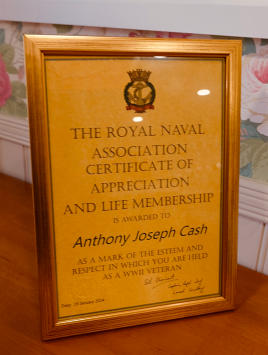 THE ROYAL NAVAL
ASSOCIATION
CERTIFICATE OF
APPRECIATION
AND LIFE MEMBERSHIP
IS AWARDED TO
Anthony Joseph Cash
AS A MARK OF THE ESTEEM AND
RESPECT IN WHICH YOU ARE HELD
AS A WWII VETERAN